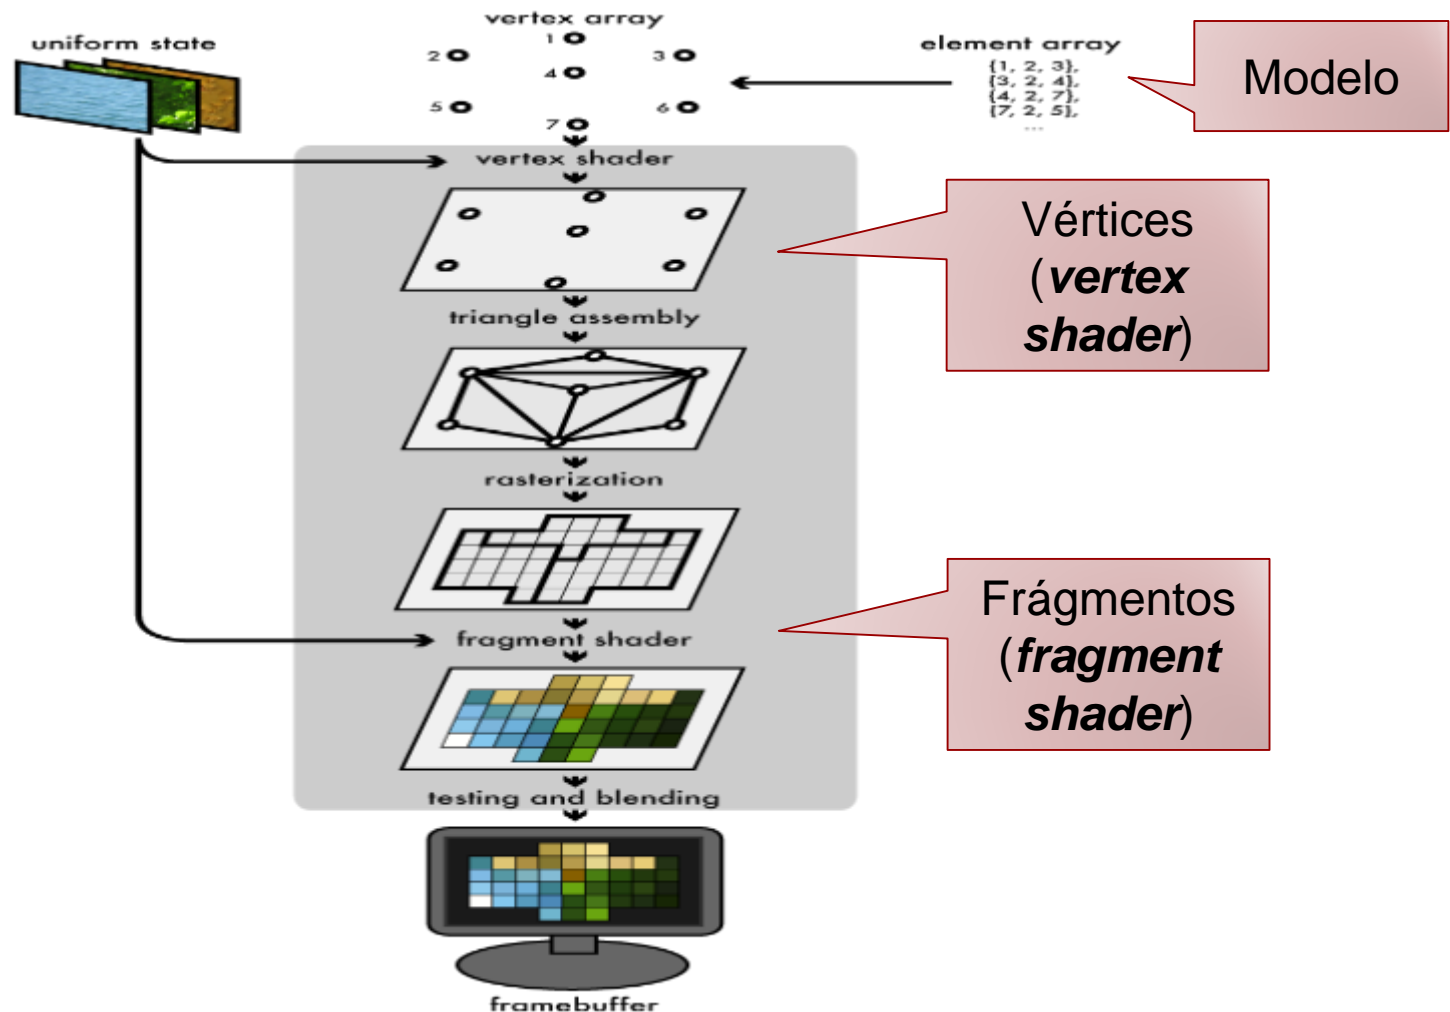 vertex array
uniform state
element array
1
2
3
4
5
6
7
{1, 2, 3},
{3, 2, 4},
{4, 2, 7},
{7, 2, 5},
...
Modelo
vertex shader
Vértices
(vertex
shader)
triangle assembly
rasterization
Frágmentos
(fragment
shader)
fragment shader
testing and blending
framebuffer